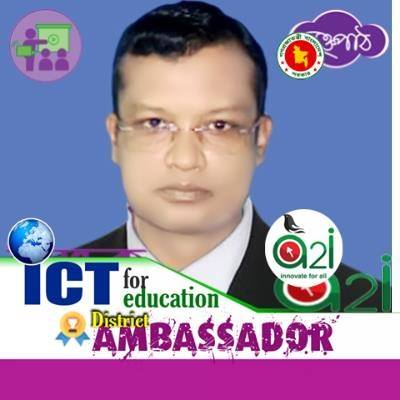 ICT for
education
District
AMBASSADOR
a2i
innovate for all
a2i